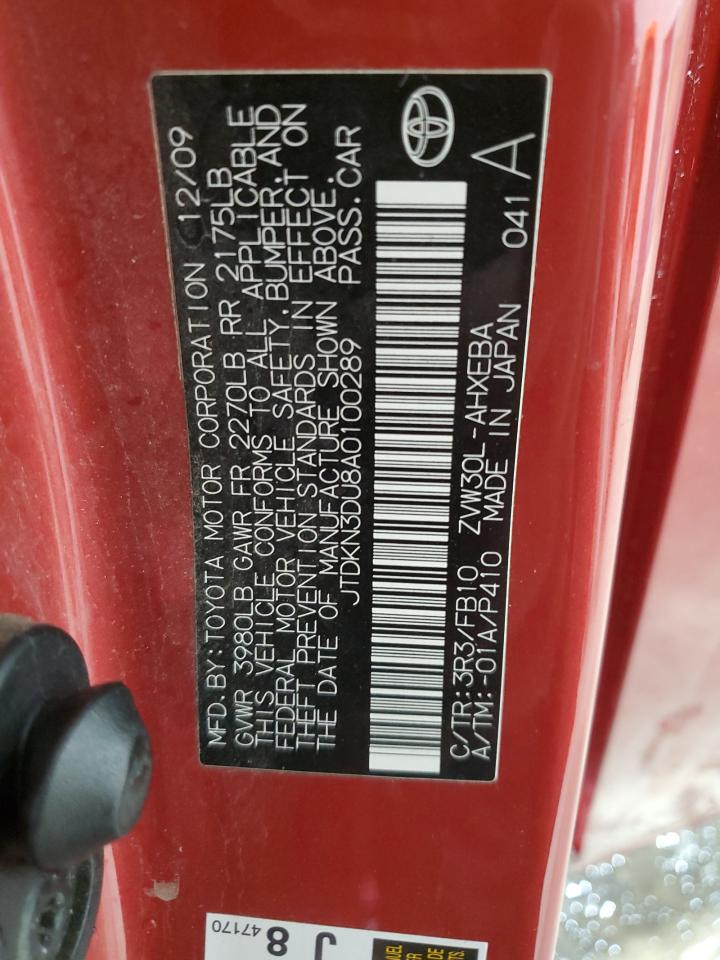 MFD.BY:TOYOTA MOTOR CORPORATION 12/09
GVWR 3980LB GAWR FR 2270LB RR 2175LB
THIS VEHICLE CONFORMS TO ALL APPLICABLE
FEDERAL MOTOR VEHICLE SAFETY,BUMPER,AND
THEFT PREVENTION STANDARDS IN EFFECT ON
THE DATE OF MANUFACTURE SHOWN ABOVE.
JTDKN3DU8A0100289 PASS.CAR
C/TR:3R3/FB10 ZVW30L-AHXEBA 041 A
A/TM:-01A/P410 MADE IN JAPAN
J 8
47170